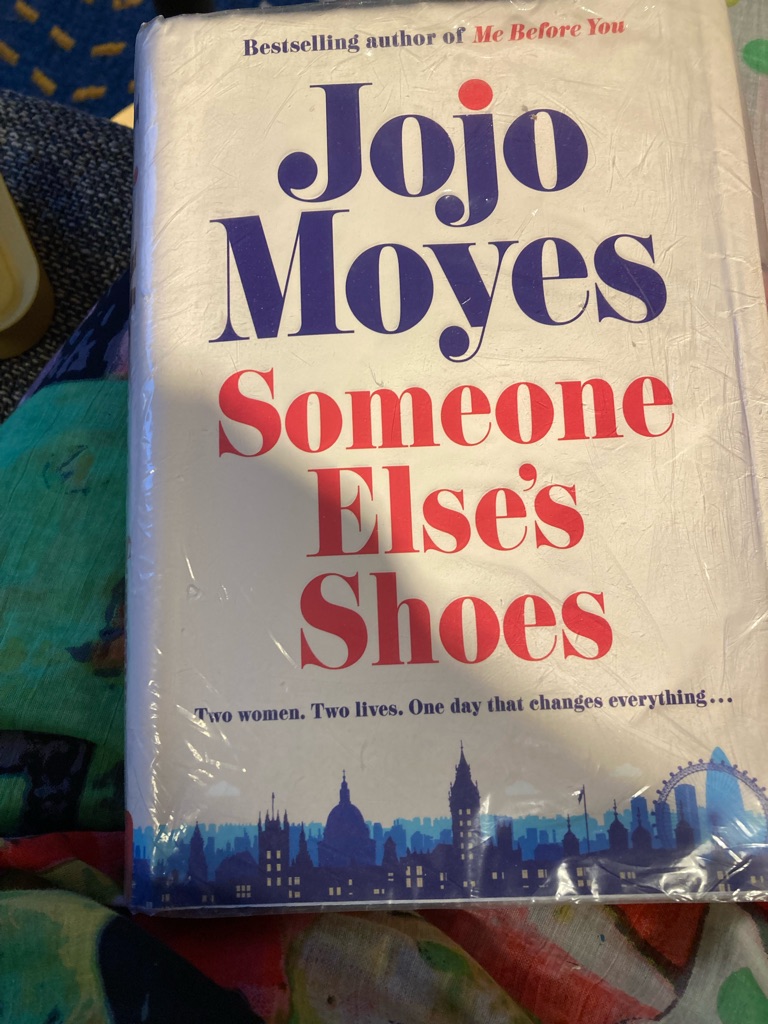 Bestselling author of Me Before You
Jojo
Moyes
Someone
Else's
Shoes
Two women. Two lives. One day that changes everything...